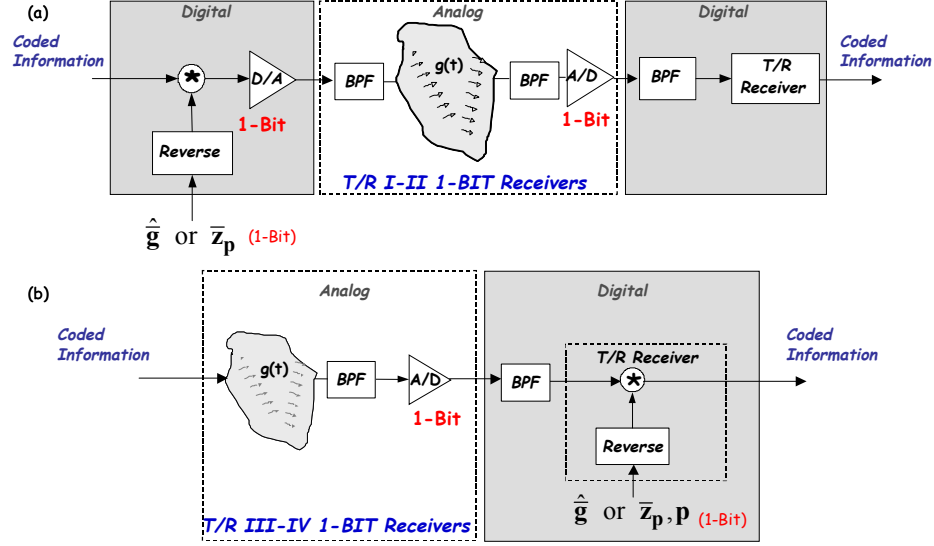 (a)
Digital
Analog
Digital
Coded
Information
Coded
Information
*
D/A
BPF
g(t)
BPF
A/D
BPF
T/R
Receiver
1-Bit
1-Bit
Reverse
T/R I-II 1-BIT Receivers
ĝ̄ or z̄ₚ (1-Bit)
(b)
Analog
Digital
Coded
Information
Coded
Information
T/R Receiver
g(t)
BPF
A/D
BPF
*
1-Bit
Reverse
T/R III-IV 1-BIT Receivers
ĝ̄ or z̄ₚ, p (1-Bit)